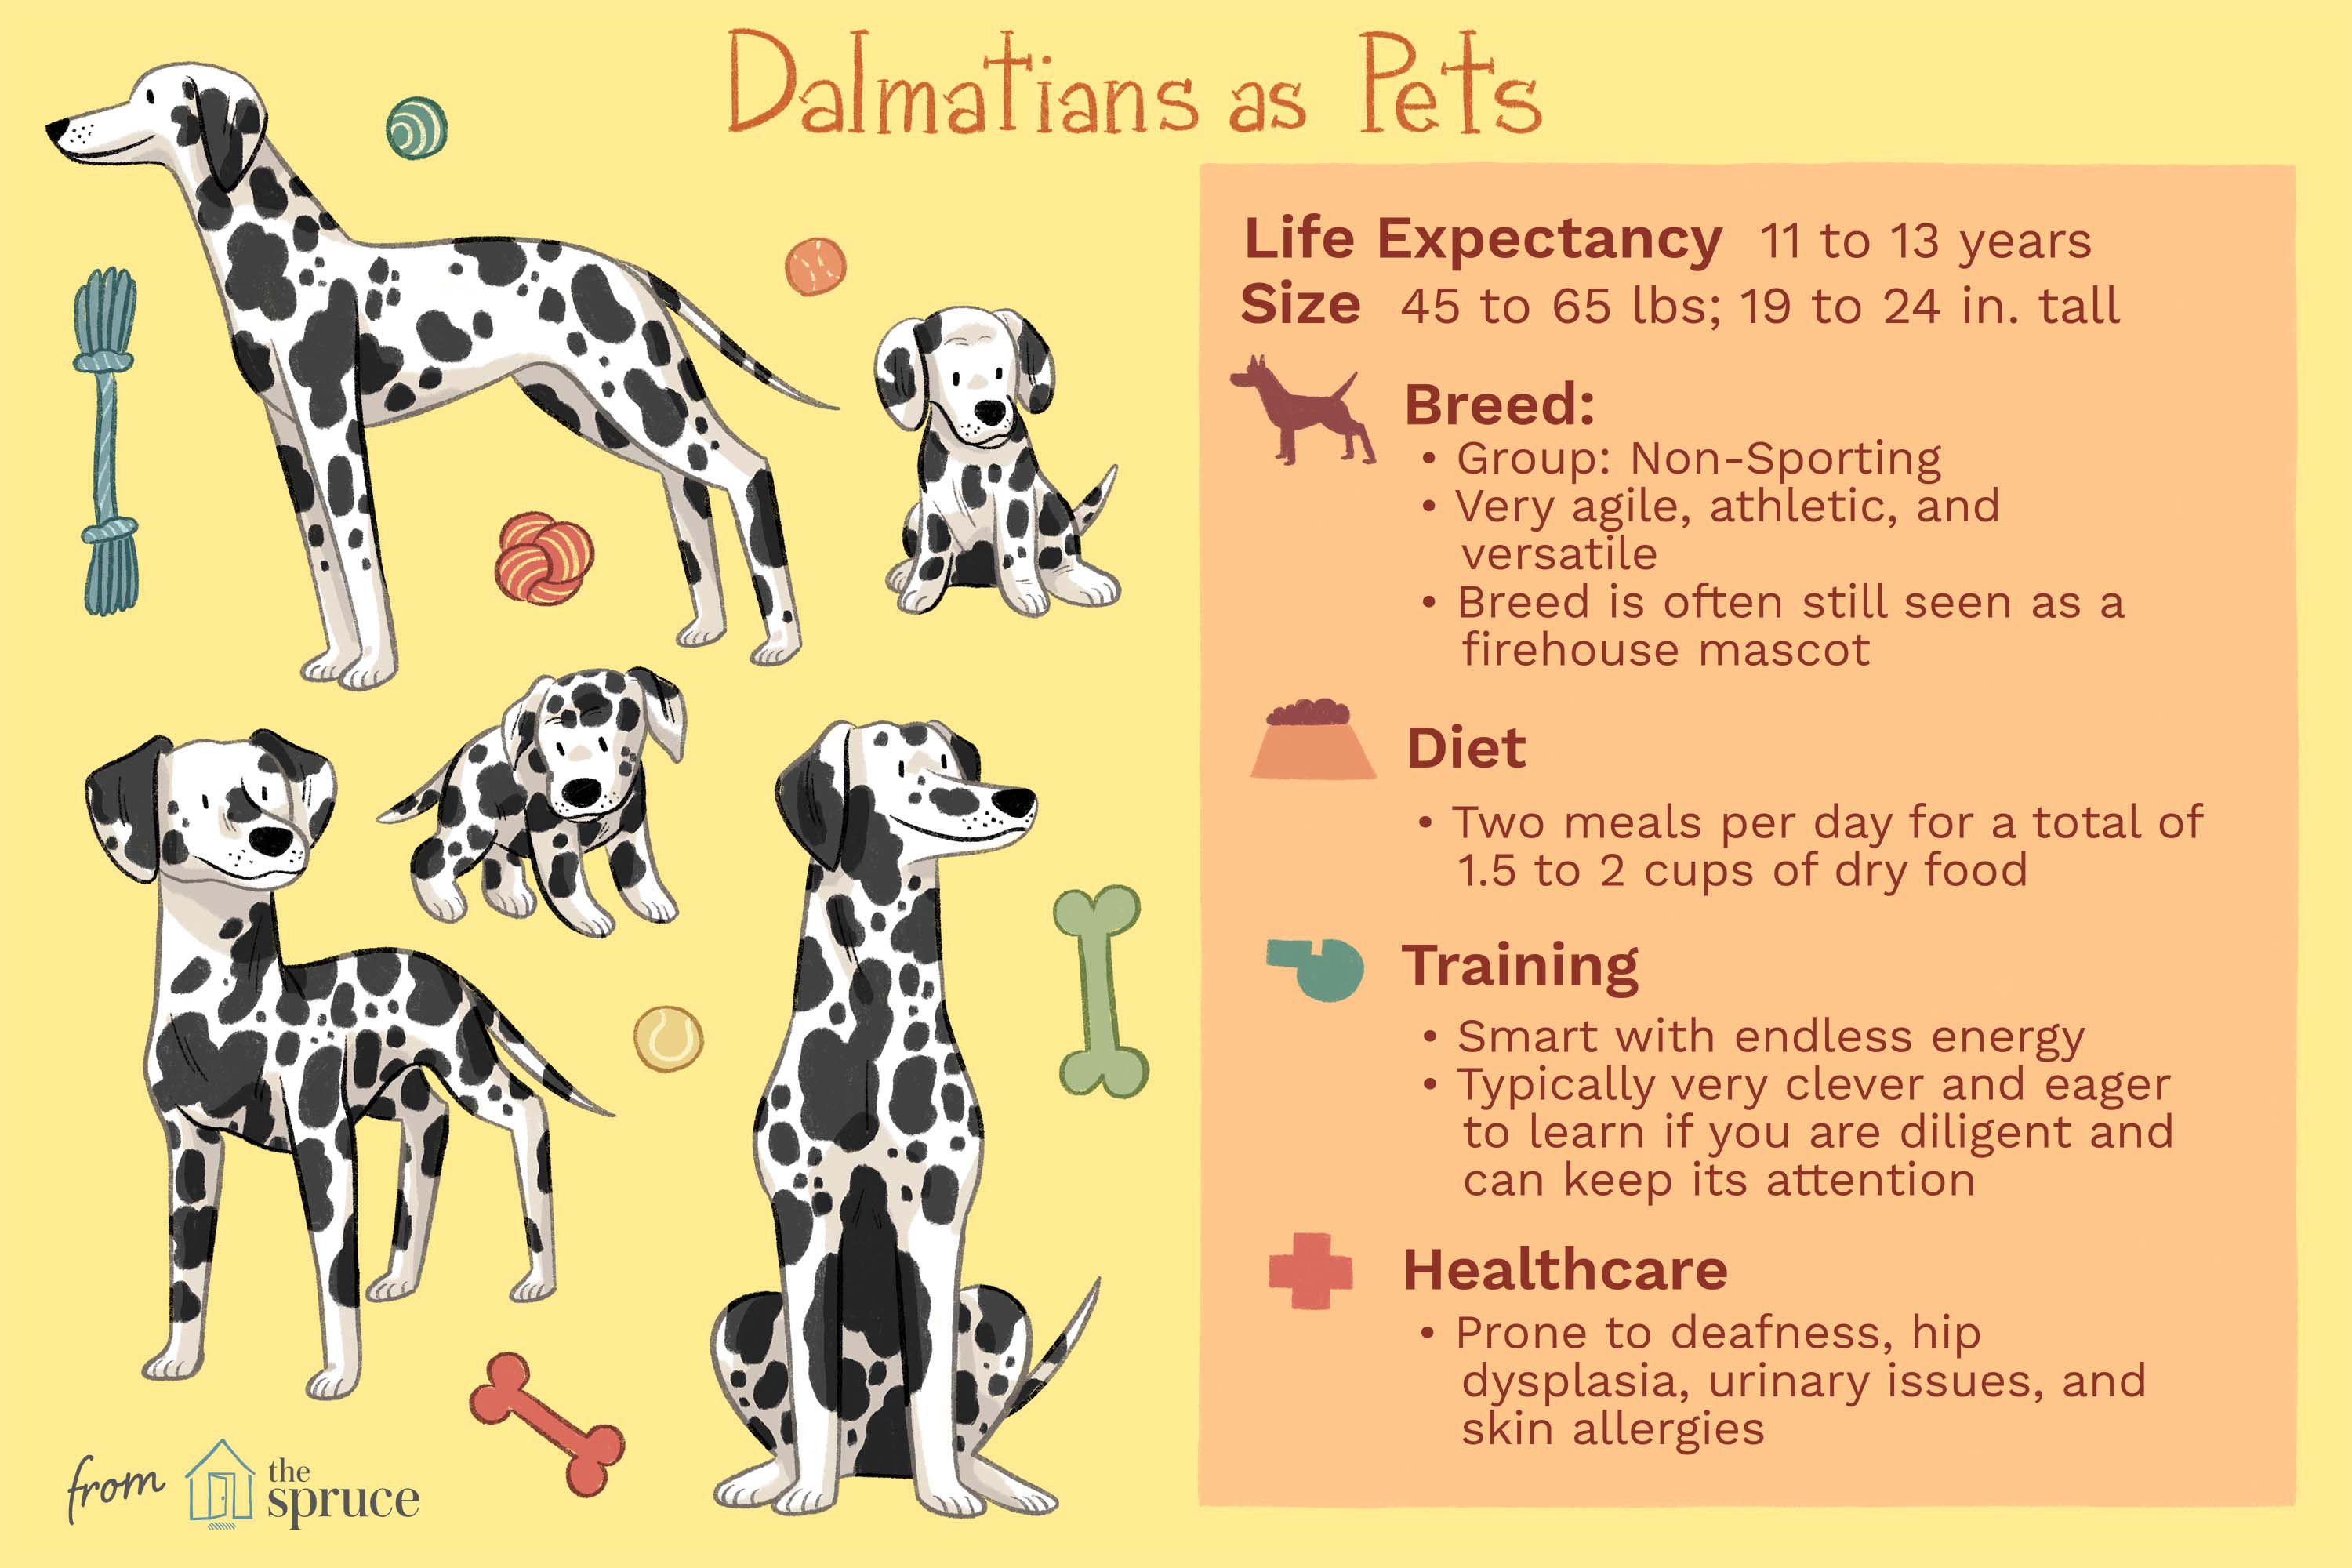 Dalmatians as Pets
Life Expectancy 11 to 13 years
Size 45 to 65 lbs; 19 to 24 in. tall
Breed:
• Group: Non-Sporting
• Very agile, athletic, and
versatile
• Breed is often still seen as a
firehouse mascot
Diet
• Two meals per day for a total of
1.5 to 2 cups of dry food
Training
• Smart with endless energy
• Typically very clever and eager
to learn if you are diligent and
can keep its attention
Healthcare
• Prone to deafness, hip
dysplasia, urinary issues, and
skin allergies
from the
spruce